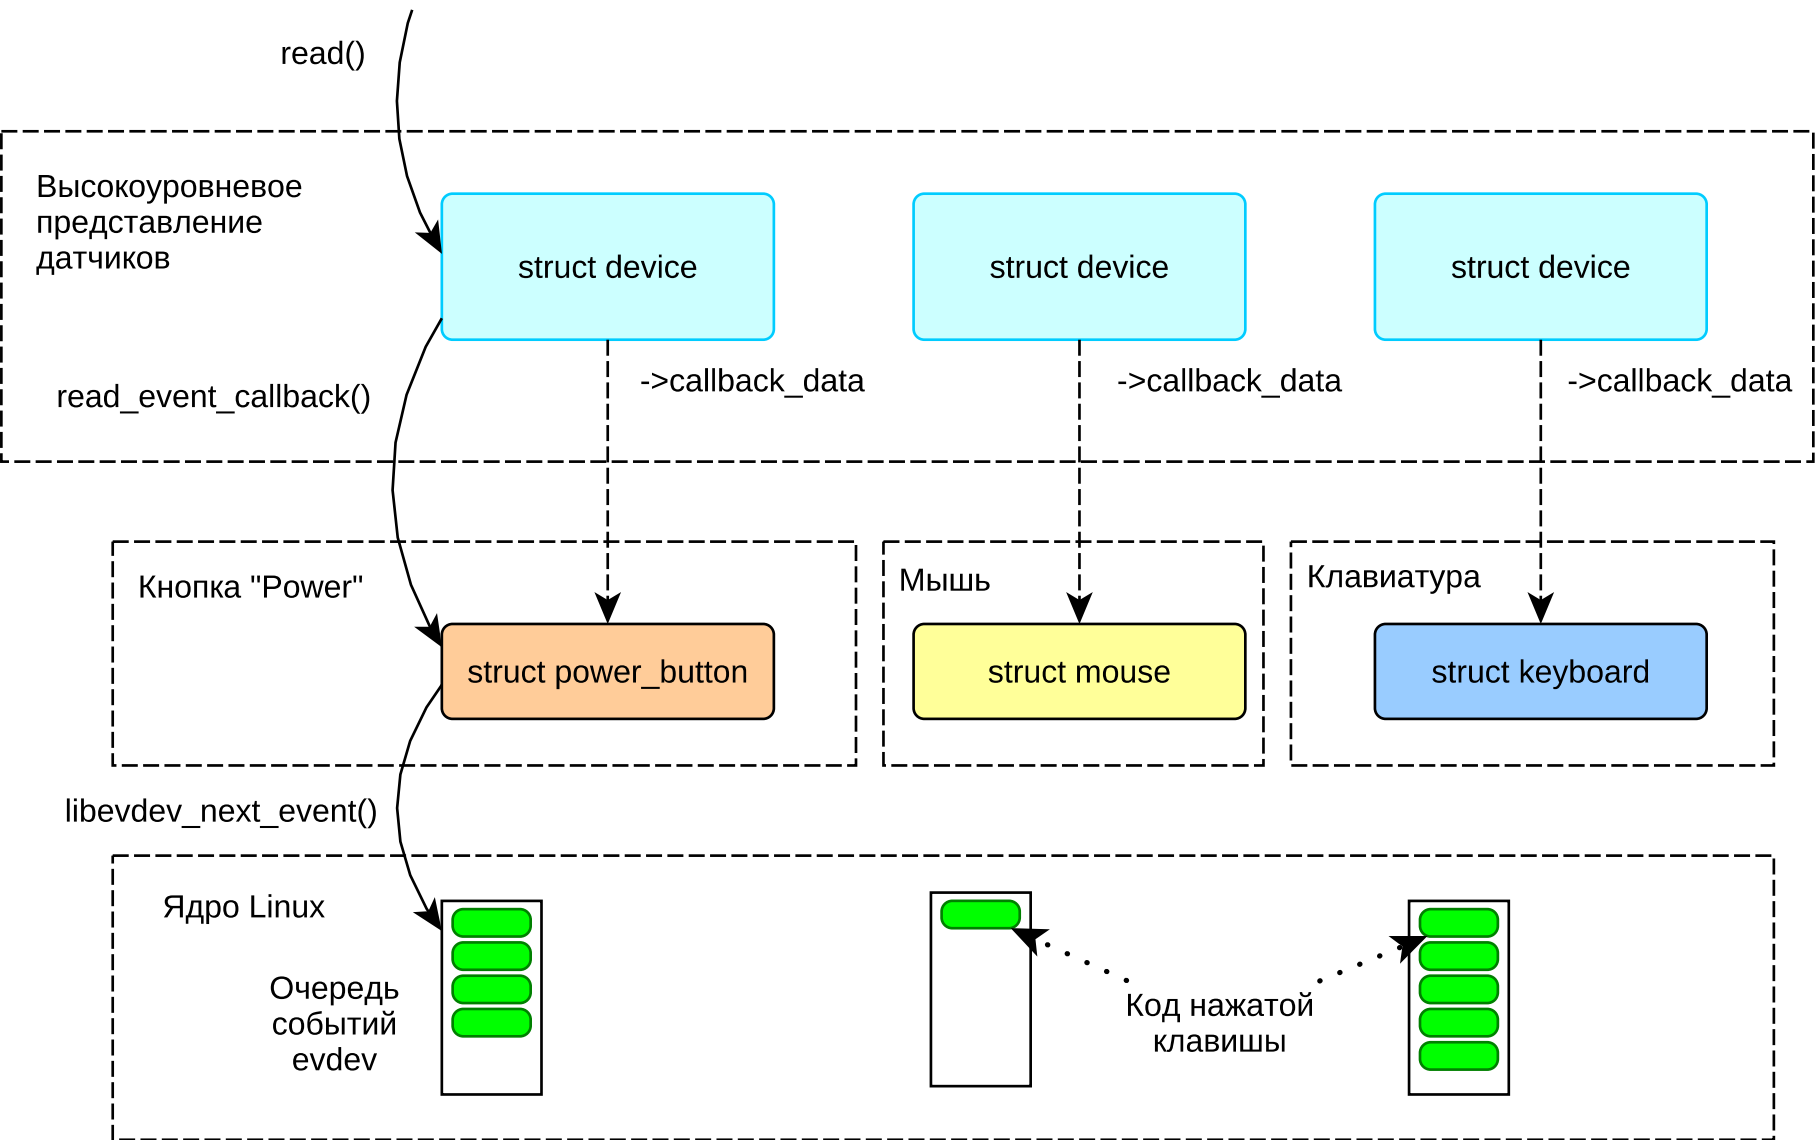 read()
Высокоуровневое
представление
датчиков
struct device
struct device
struct device
read_event_callback()
->callback_data
->callback_data
->callback_data
Кнопка "Power"
Мышь
Клавиатура
struct power_button
struct mouse
struct keyboard
libevdev_next_event()
Ядро Linux
Очередь
событий
evdev
Код нажатой
клавишы